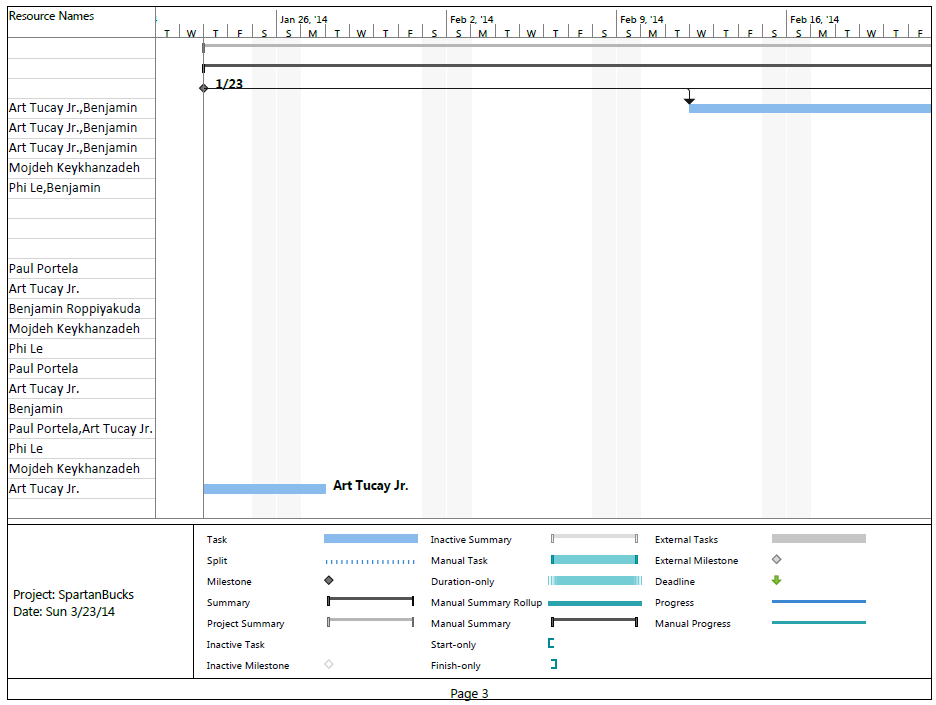 Resource Names
Jan 26, '14 Feb 2, '14 Feb 9, '14 Feb 16, '14
T W T F S S M T W T F S S M T W T F S S M T W T F S S M T W T F
1/23
Art Tucay Jr.,Benjamin
Art Tucay Jr.,Benjamin
Art Tucay Jr.,Benjamin
Mojdeh Keykhanzadeh
Phi Le,Benjamin
Paul Portela
Art Tucay Jr.
Benjamin Roppiyakuda
Mojdeh Keykhanzadeh
Phi Le
Paul Portela
Art Tucay Jr.
Benjamin
Paul Portela,Art Tucay Jr.
Phi Le
Mojdeh Keykhanzadeh
Art Tucay Jr. Art Tucay Jr.
Project: SpartanBucks
Date: Sun 3/23/14
Task
Split
Milestone
Summary
Project Summary
Inactive Task
Inactive Milestone
Inactive Summary
Manual Task
Duration-only
Manual Summary Rollup
Manual Summary
Start-only
Finish-only
External Tasks
External Milestone
Deadline
Progress
Manual Progress
Page 3